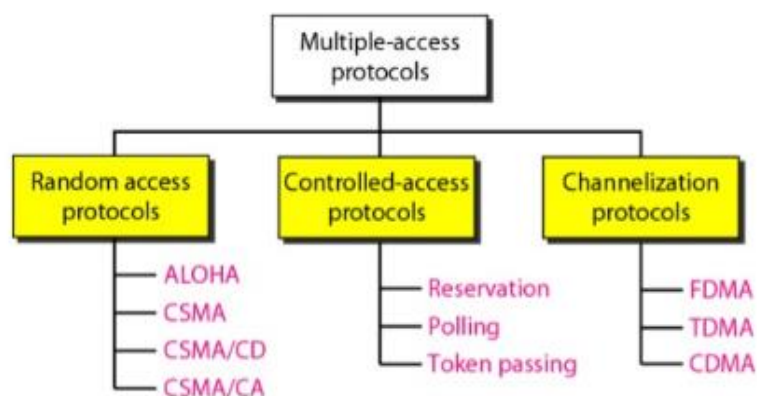 Multiple-access
protocols
Random access
protocols
Controlled-access
protocols
Channelization
protocols
ALOHA
CSMA
CSMA/CD
CSMA/CA
Reservation
Polling
Token passing
FDMA
TDMA
CDMA